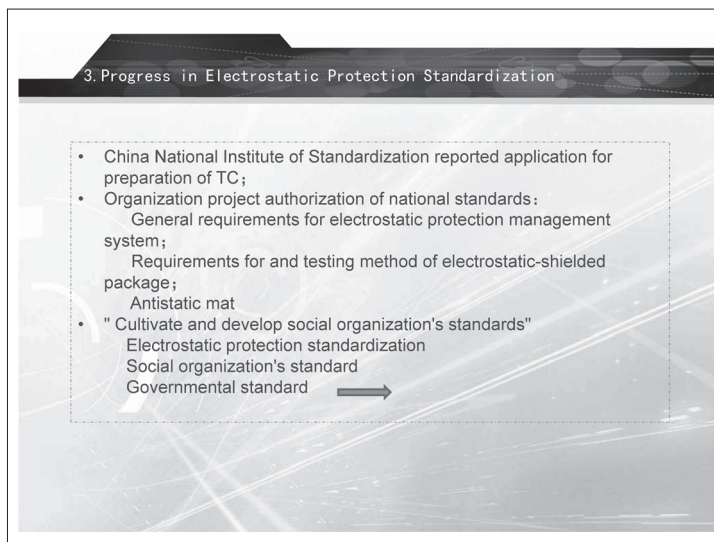 3. Progress in Electrostatic Protection Standardization
• China National Institute of Standardization reported application for
preparation of TC；
• Organization project authorization of national standards：
General requirements for electrostatic protection management
system；
Requirements for and testing method of electrostatic-shielded
package；
Antistatic mat
• " Cultivate and develop social organization's standards"
Electrostatic protection standardization
Social organization's standard
Governmental standard